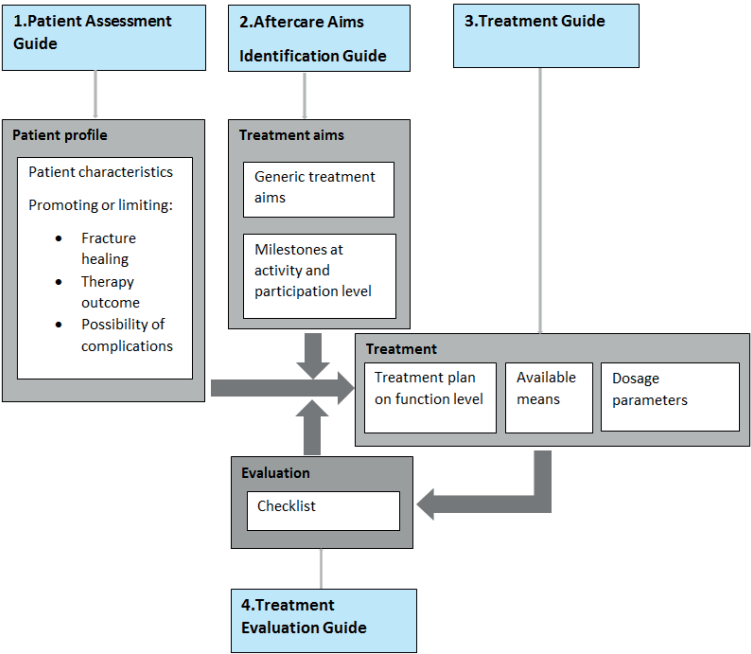 1.Patient Assessment
Guide
2.Aftercare Aims
Identification Guide
3.Treatment Guide
Patient profile
Patient characteristics
Promoting or limiting:
• Fracture
healing
• Therapy
outcome
• Possibility of
complications
Treatment aims
Generic treatment
aims
Milestones at
activity and
participation level
Treatment
Treatment plan
on function level
Available
means
Dosage
parameters
Evaluation
Checklist
4.Treatment
Evaluation Guide